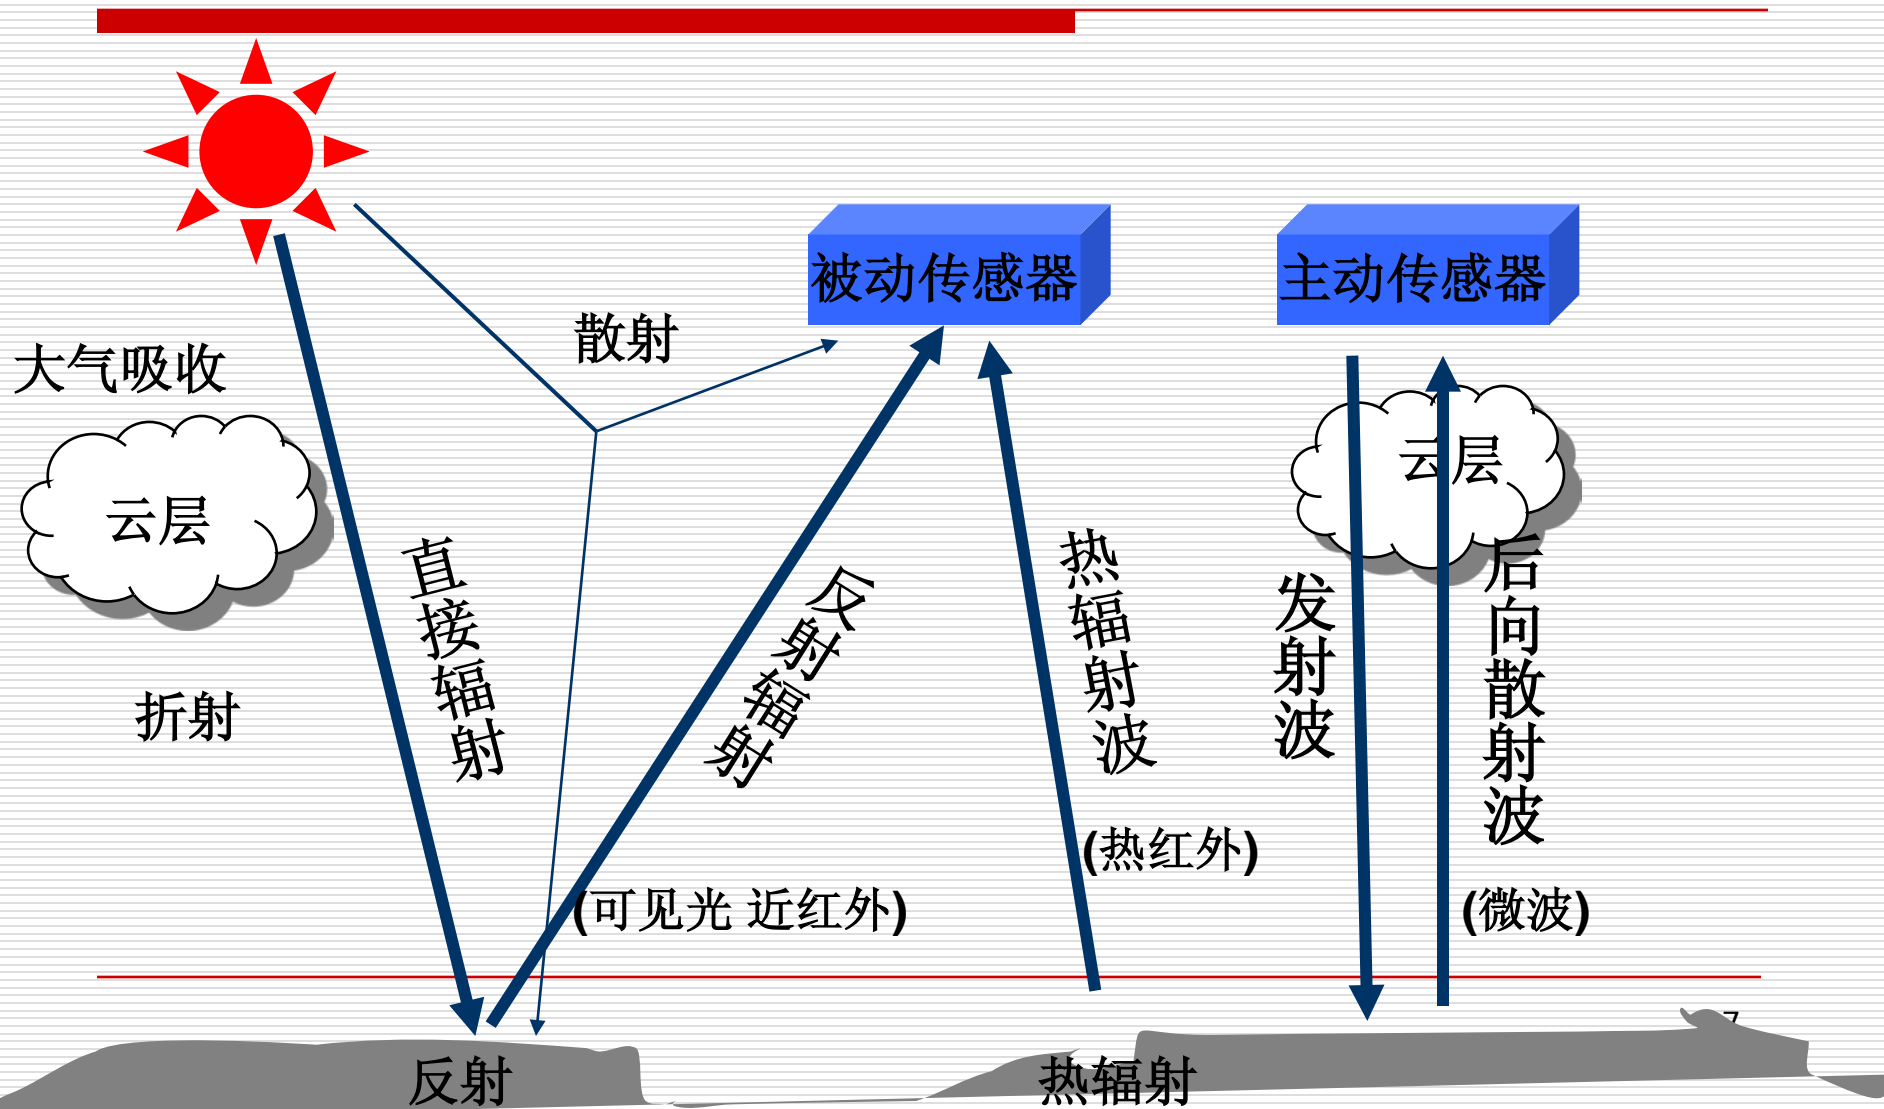 被动传感器
主动传感器
散射
大气吸收
云层
云层
直接辐射
反射辐射
热辐射波
发射波
后向散射波
折射
(热红外)
(可见光 近红外)
(微波)
7
反射
热辐射